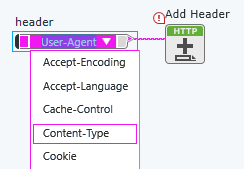 Add Header
header
HTTP
User-Agent
Accept-Encoding
Accept-Language
Cache-Control
Content-Type
Cookie